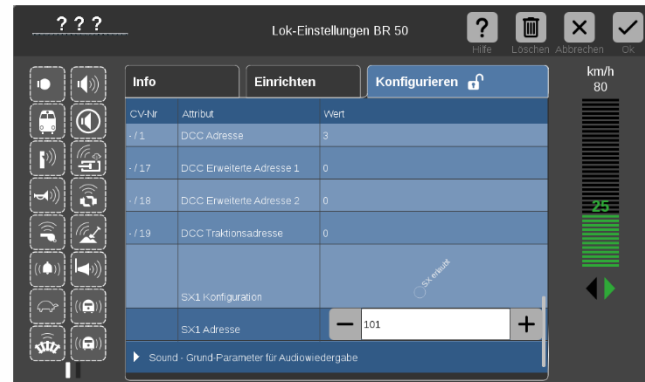 ? ? ?
Lok-Einstellungen BR 50
?
Hilfe
Löschen
Abbrechen
Ok
Info
Einrichten
Konfigurieren
km/h
80
CV-Nr Attribut Wert
- / 1 DCC Adresse 3
- / 17 DCC Erweiterte Adresse 1 0
- / 18 DCC Erweiterte Adresse 2 0
25
- / 19 DCC Traktionsadresse 0
SX erlaubt
SX1 Konfiguration
SX1 Adresse 101
Sound - Grund-Parameter für Audiowiedergabe